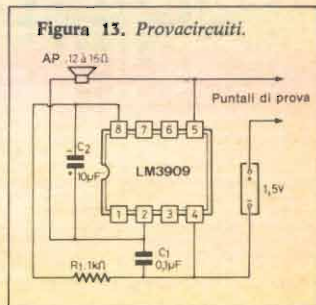 Figura 13. Provacircuiti.
AP .12 à 16Ω
Puntali di prova
8 7 6 5
C2
10µF
LM3909
1,5V
1 2 3 4
C1
0,1µF
R1.1kΩ